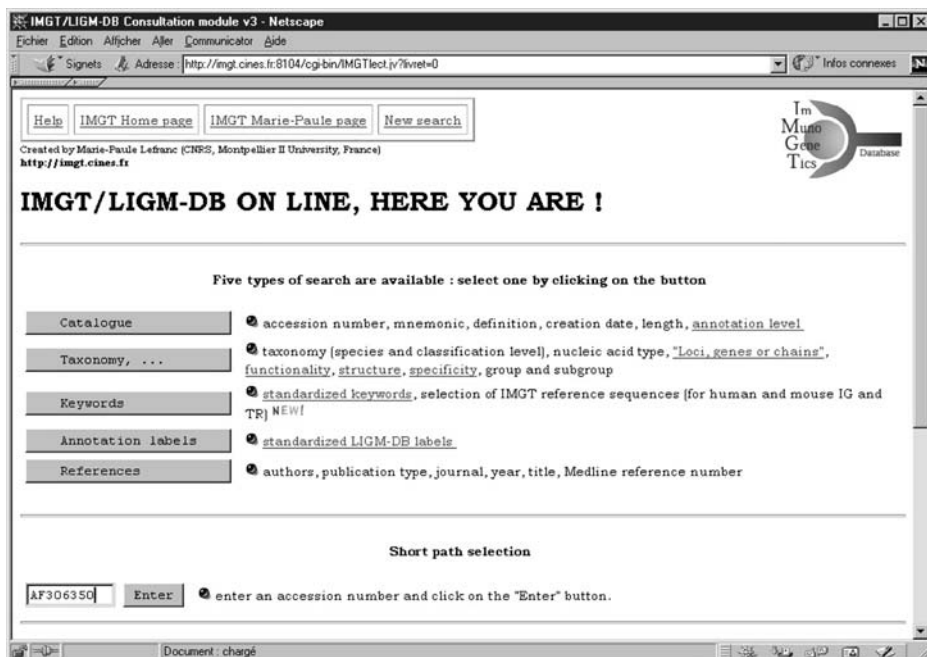 IMGT/LIGM-DB Consultation module v3 - Netscape
Fichier Edition Afficher Aller Communicator Aide
Signets Adresse : http://imgt.cines.fr:8104/cgi-bin/IMGTlect.jv?livret=0 Infos connexes N
Help IMGT Home page IMGT Marie-Paule page New search
Created by Marie-Paule Lefranc (CNRS, Montpellier II University, France)
http://imgt.cines.fr
Im
Muno
Gene
Tics
Database
IMGT/LIGM-DB ON LINE, HERE YOU ARE !
Five types of search are available : select one by clicking on the button
Catalogue accession number, mnemonic, definition, creation date, length, annotation level
Taxonomy, ... taxonomy (species and classification level), nucleic acid type, "Loci, genes or chains",
functionality, structure, specificity, group and subgroup
Keywords standardized keywords, selection of IMGT reference sequences (for human and mouse IG and
TR) NEW!
Annotation labels standardized LIGM-DB labels
References authors, publication type, journal, year, title, Medline reference number
Short path selection
AF306350 Enter enter an accession number and click on the "Enter" button.
Document : chargé